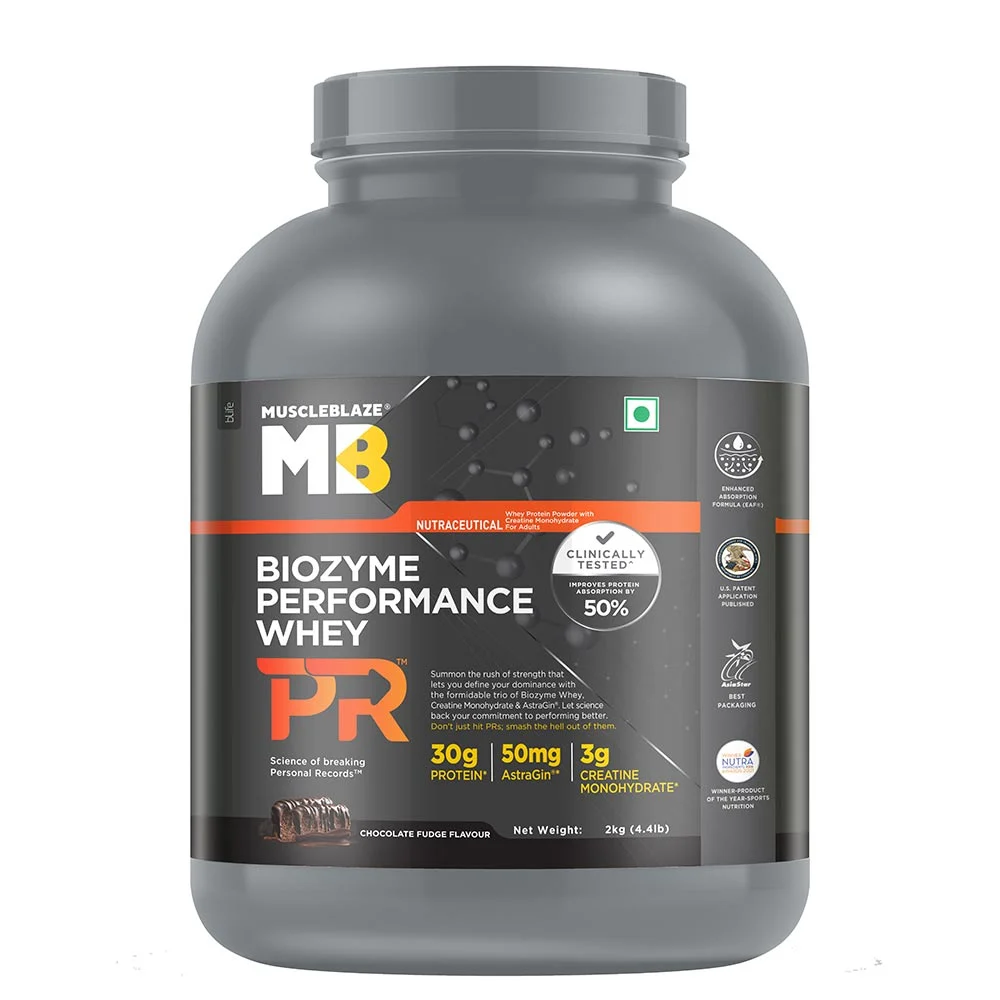 bLife
MUSCLEBLAZE®
MB
NUTRACEUTICAL
Whey Protein Powder with
Creatine Monohydrate
For Adults
CLINICALLY
TESTED^
IMPROVES PROTEIN
ABSORPTION BY
50%
BIOZYME
PERFORMANCE
WHEY
PR™
Science of breaking
Personal Records™
Summon the rush of strength that
lets you define your dominance with
the formidable trio of Biozyme Whey,
Creatine Monohydrate & AstraGin®. Let science
back your commitment to performing better.
Don't just hit PRs; smash the hell out of them.
30g
PROTEIN*
50mg
AstraGin®*
3g
CREATINE
MONOHYDRATE*
CHOCOLATE FUDGE FLAVOUR
Net Weight: 2kg (4.4lb)
ENHANCED
ABSORPTION
FORMULA (EAF®)
U.S. PATENT
APPLICATION
PUBLISHED
AsiaStar
BEST
PACKAGING
WINNER
NUTRA
WINNER-PRODUCT
OF THE YEAR-SPORTS
NUTRITION